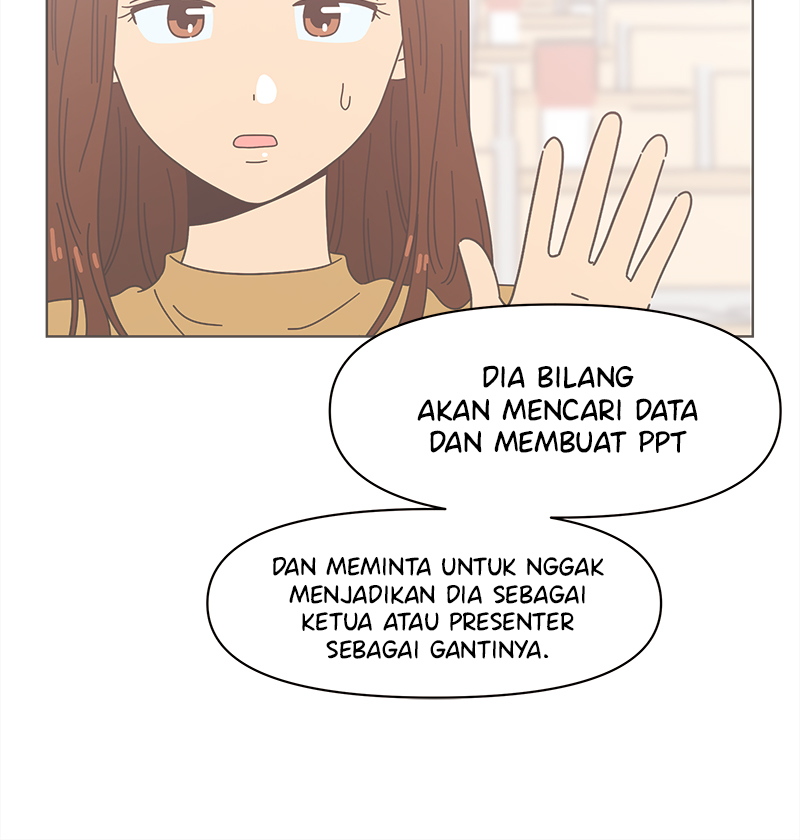 DIA BILANG
AKAN MENCARI DATA
DAN MEMBUAT PPT
DAN MEMINTA UNTUK NGGAK
MENJADIKAN DIA SEBAGAI
KETUA ATAU PRESENTER
SEBAGAI GANTINYA.